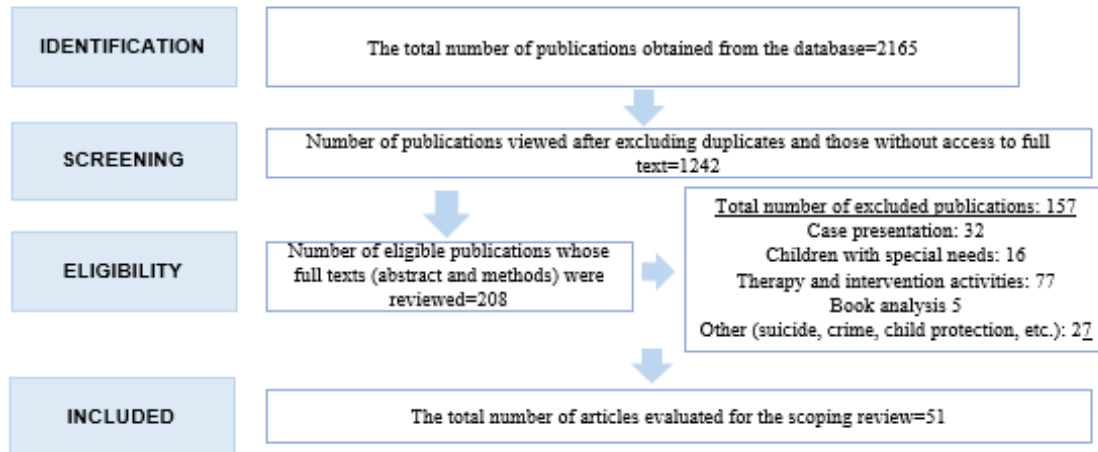 IDENTIFICATION
The total number of publications obtained from the database=2165
SCREENING
Number of publications viewed after excluding duplicates and those without access to full
text=1242
ELIGIBILITY
Number of eligible publications whose
full texts (abstract and methods) were
reviewed=208
Total number of excluded publications: 157
Case presentation: 32
Children with special needs: 16
Therapy and intervention activities: 77
Book analysis 5
Other (suicide, crime, child protection, etc.): 27
INCLUDED
The total number of articles evaluated for the scoping review=51